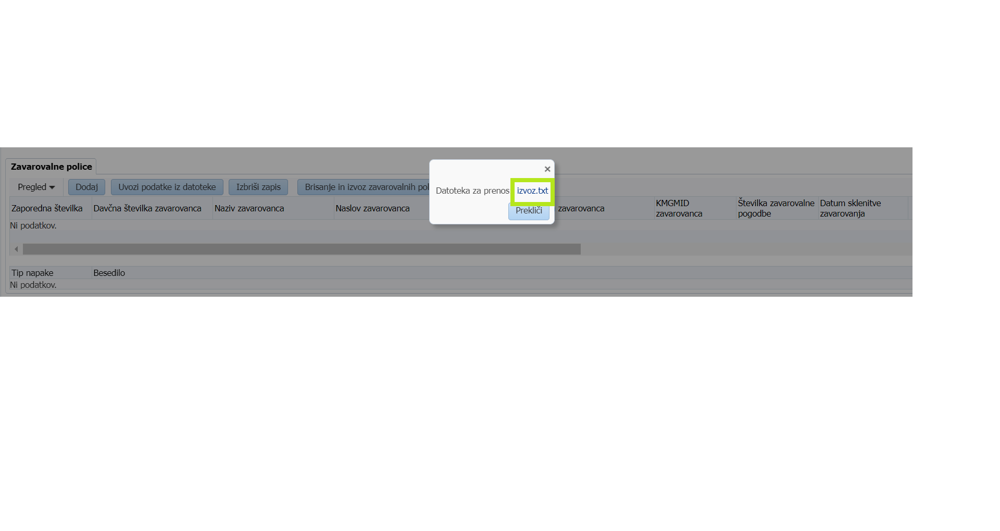 Zavarovalne police
Pregled
Dodaj
Uvozi podatke iz datoteke
Izbriši zapis
Brisanje in izvoz zavarovalnih pol
Datoteka za prenos izvoz.txt
Prekliči
Zaporedna številka
Davčna številka zavarovanca
Naziv zavarovanca
Naslov zavarovanca
zavarovanca
KMGMID
zavarovanca
Številka zavarovalne
pogodbe
Datum sklenitve
zavarovanja
Ni podatkov.
Tip napake
Besedilo
Ni podatkov.